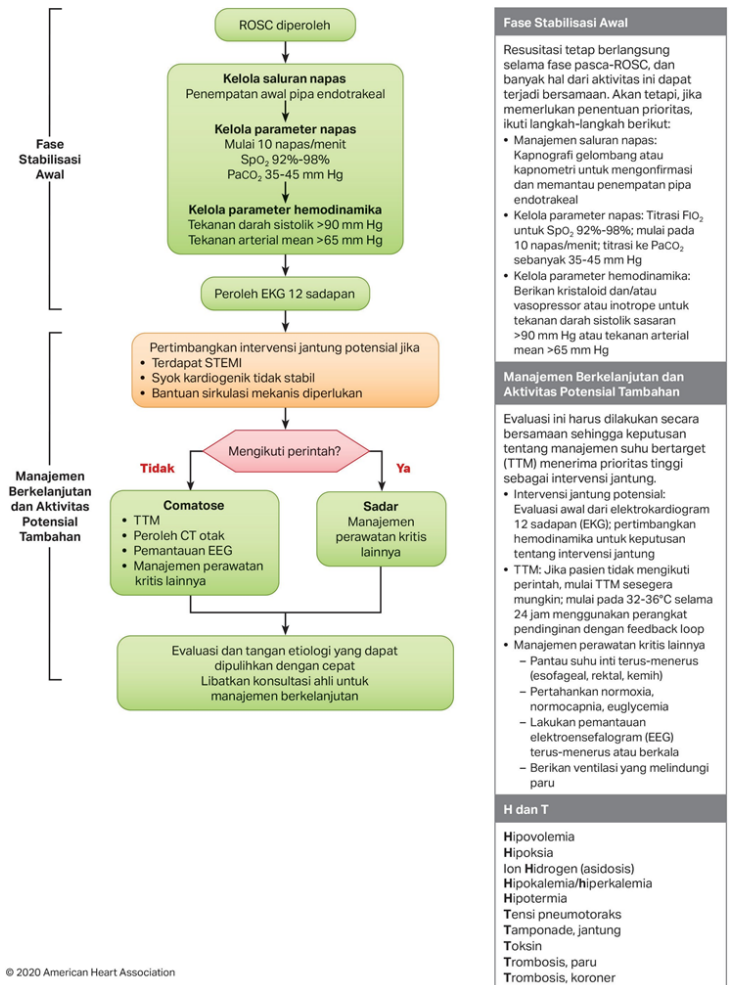 ROSC diperoleh
Kelola saluran napas
Penempatan awal pipa endotrakeal
Kelola parameter napas
Mulai 10 napas/menit
SpO₂ 92%-98%
PaCO₂ 35-45 mm Hg
Kelola parameter hemodinamika
Tekanan darah sistolik >90 mm Hg
Tekanan arterial mean >65 mm Hg
Fase
Stabilisasi
Awal
Peroleh EKG 12 sadapan
Pertimbangkan intervensi jantung potensial jika
• Terdapat STEMI
• Syok kardiogenik tidak stabil
• Bantuan sirkulasi mekanis diperlukan
Mengikuti perintah?
Tidak
Ya
Manajemen
Berkelanjutan
dan Aktivitas
Potensial
Tambahan
Comatose
• TTM
• Peroleh CT otak
• Pemantauan EEG
• Manajemen perawatan
kritis lainnya
Sadar
Manajemen
perawatan kritis
lainnya
Evaluasi dan tangan etiologi yang dapat
dipulihkan dengan cepat
Libatkan konsultasi ahli untuk
manajemen berkelanjutan
Fase Stabilisasi Awal
Resusitasi tetap berlangsung
selama fase pasca-ROSC, dan
banyak hal dari aktivitas ini dapat
terjadi bersamaan. Akan tetapi, jika
memerlukan penentuan prioritas,
ikuti langkah-langkah berikut:
• Manajemen saluran napas:
Kapnografi gelombang atau
kapnometri untuk mengonfirmasi
dan memantau penempatan pipa
endotrakeal
• Kelola parameter napas: Titrasi FIO₂
untuk SpO₂ 92%-98%; mulai pada
10 napas/menit; titrasi ke PaCO₂
sebanyak 35-45 mm Hg
• Kelola parameter hemodinamika:
Berikan kristaloid dan/atau
vasopressor atau inotrope untuk
tekanan darah sistolik sasaran
>90 mm Hg atau tekanan arterial
mean >65 mm Hg
Manajemen Berkelanjutan dan
Aktivitas Potensial Tambahan
Evaluasi ini harus dilakukan secara
bersamaan sehingga keputusan
tentang manajemen suhu bertarget
(TTM) menerima prioritas tinggi
sebagai intervensi jantung.
• Intervensi jantung potensial:
Evaluasi awal dari elektrokardiogram
12 sadapan (EKG); pertimbangkan
hemodinamika untuk keputusan
tentang intervensi jantung
• TTM: Jika pasien tidak mengikuti
perintah, mulai TTM sesegera
mungkin; mulai pada 32-36°C selama
24 jam menggunakan perangkat
pendinginan dengan feedback loop
• Manajemen perawatan kritis lainnya
– Pantau suhu inti terus-menerus
(esofageal, rektal, kemih)
– Pertahankan normoxia,
normocapnia, euglycemia
– Lakukan pemantauan
elektroensefalogram (EEG)
terus-menerus atau berkala
– Berikan ventilasi yang melindungi
paru
H dan T
Hipovolemia
Hipoksia
Ion Hidrogen (asidosis)
Hipokalemia/hiperkalemia
Hipotermia
Tensi pneumotoraks
Tamponade, jantung
Toksin
Trombosis, paru
Trombosis, koroner
© 2020 American Heart Association